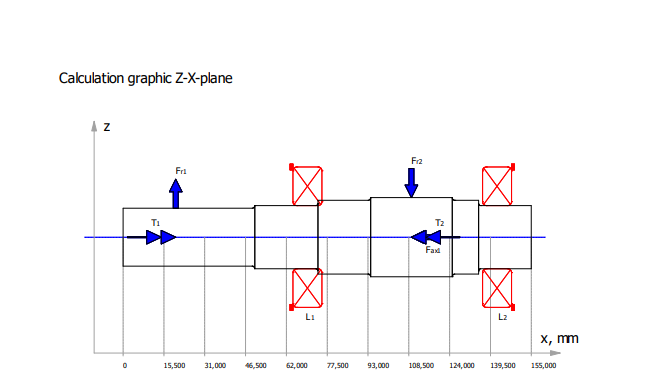 Calculation graphic Z-X-plane
z
Fr1
Fr2
T1
T2
Fax1
L1
L2
x, mm
0 15,500 31,000 46,500 62,000 77,500 93,000 108,500 124,000 139,500 155,000